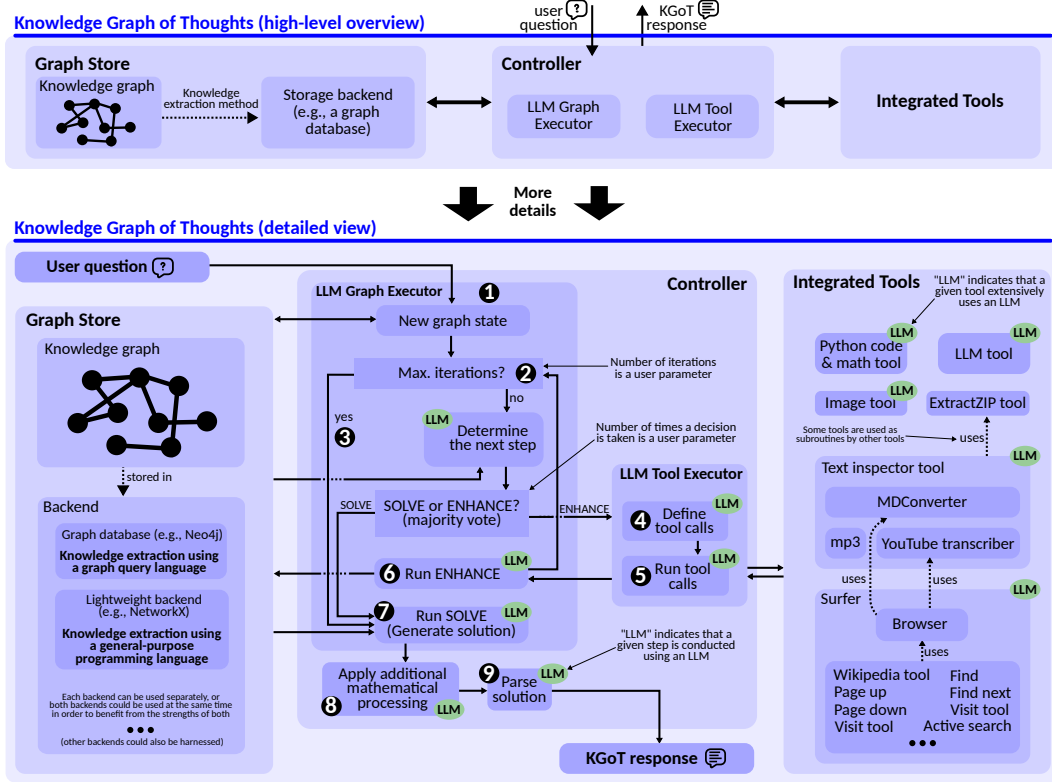 Knowledge Graph of Thoughts (high-level overview)
user
question
?
KGoT
response
Graph Store
Knowledge graph
Knowledge
extraction method
Storage backend
(e.g., a graph
database)
Controller
LLM Graph
Executor
LLM Tool
Executor
Integrated Tools
More
details
Knowledge Graph of Thoughts (detailed view)
User question ?
Graph Store
Knowledge graph
stored in
Backend
Graph database (e.g., Neo4j)
Knowledge extraction using
a graph query language
Lightweight backend
(e.g., NetworkX)
Knowledge extraction using
a general-purpose
programming language
Each backend can be used separately, or
both backends could be used at the same time
in order to benefit from the strengths of both
(other backends could also be harnessed)
Controller
LLM Graph Executor
1
New graph state
Max. iterations? 2
Number of iterations
is a user parameter
no
yes
3
LLM
Determine
the next step
Number of times a decision
is taken is a user parameter
SOLVE
SOLVE or ENHANCE?
(majority vote)
ENHANCE
LLM Tool Executor
LLM
4 Define
tool calls
LLM
5 Run tool
calls
LLM
6 Run ENHANCE
7 Run SOLVE
(Generate solution)
LLM
"LLM" indicates that a
given step is conducted
using an LLM
Apply additional
mathematical
processing
8
LLM
9 Parse
solution
LLM
KGoT response
Integrated Tools
"LLM" indicates that a
given tool extensively
uses an LLM
LLM
Python code
& math tool
LLM
LLM tool
LLM
Image tool
ExtractZIP tool
Some tools are used as
subroutines by other tools
uses
LLM
Text inspector tool
MDConverter
mp3
YouTube transcriber
uses
uses
LLM
Surfer
Browser
uses
Wikipedia tool
Page up
Page down
Visit tool
Find
Find next
Visit tool
Active search